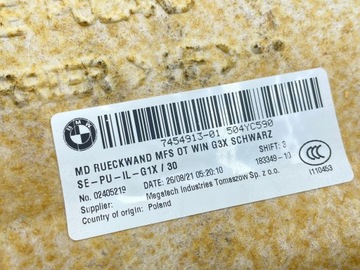 BMW
7454913-01 504YC590
MD RUECKWAND MFS OT WIN G3X SCHWARZ
SE-PU-IL-G1X / 30
No. 02405219
DATE: 26/08/21 05:20:10
SHIFT: 3
Supplier:
Megatech Industries Tomaszow Sp. z o.o.
183349-10
Country of origin: Poland
CCC
I110453